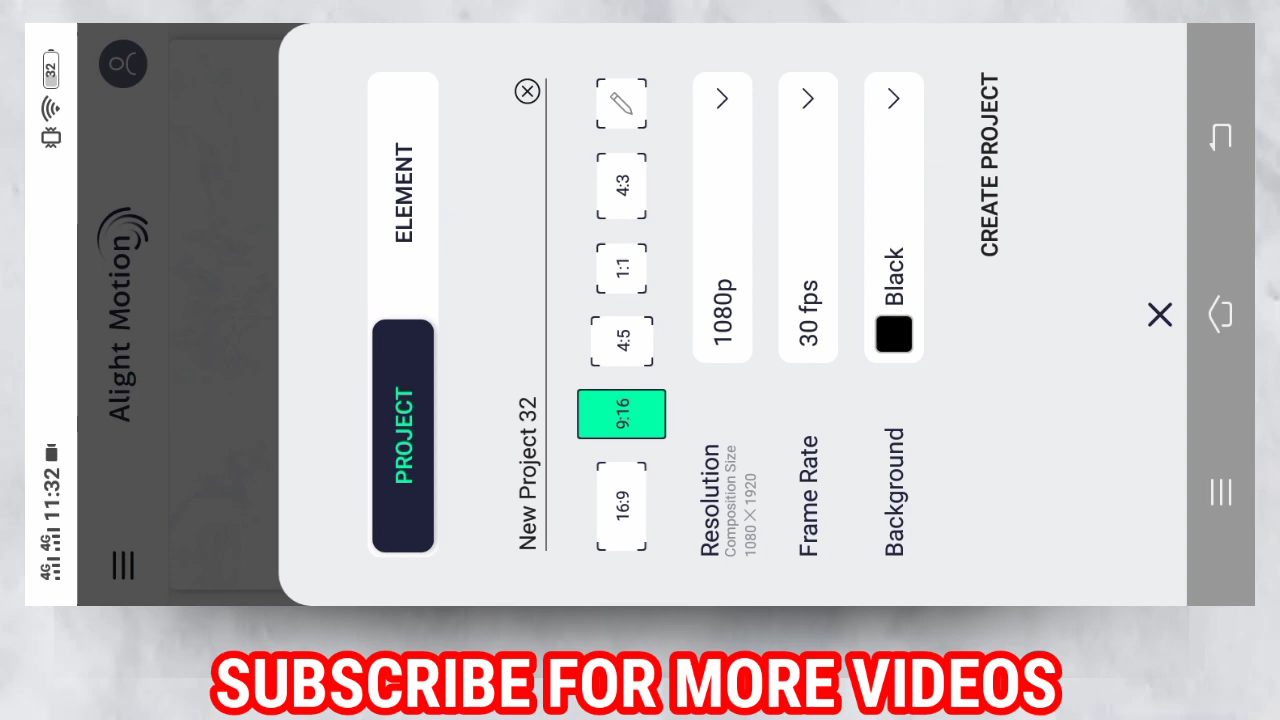 4G 4G 11:32 32
Alight Motion
PROJECT ELEMENT
New Project 32
16:9 9:16 4:5 1:1 4:3
Resolution 1080p
Composition Size
1080 X 1920
Frame Rate 30 fps
Background Black
CREATE PROJECT
SUBSCRIBE FOR MORE VIDEOS